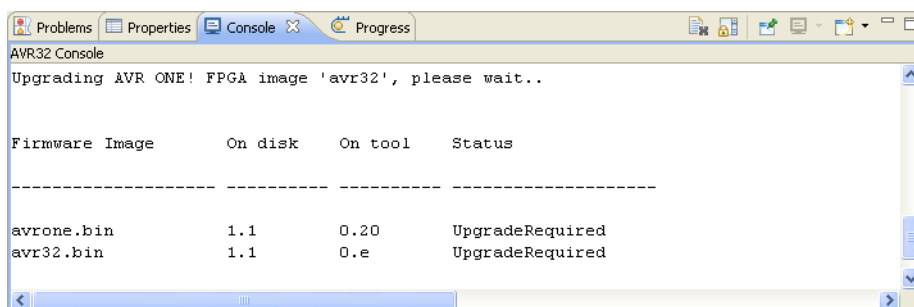 Problems Properties Console Progress
AVR32 Console
Upgrading AVR ONE! FPGA image 'avr32', please wait..
Firmware Image On disk On tool Status
-------------------- ---------- ---------- --------------------
avrone.bin 1.1 0.20 UpgradeRequired
avr32.bin 1.1 0.e UpgradeRequired